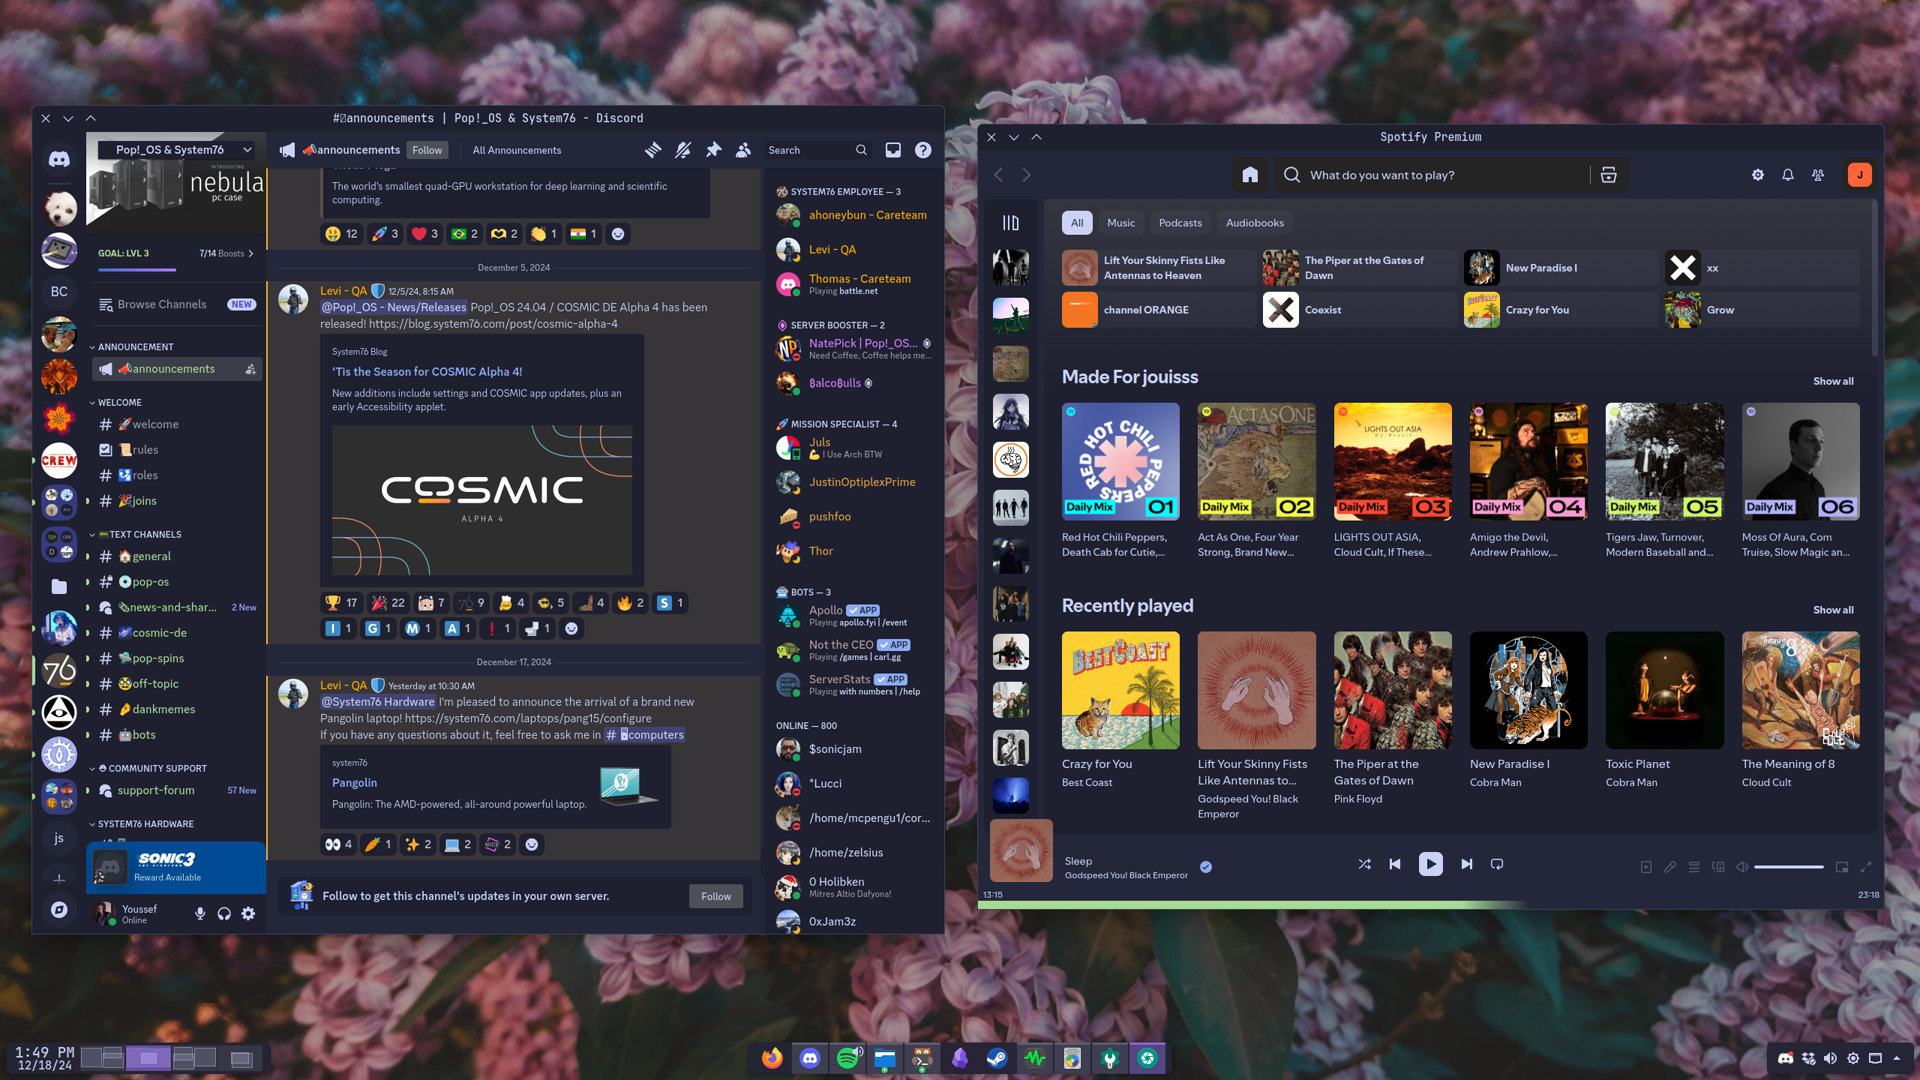 #announcements | Pop!_OS & System76 - Discord
Pop!_OS & System76
INTRODUCING
nebula
pc case
GOAL: LVL 3
7/14 Boosts
Browse Channels
NEW
ANNOUNCEMENT
announcements
WELCOME
welcome
rules
roles
joins
TEXT CHANNELS
general
pop-os
news-and-shar...
2 New
cosmic-de
pop-spins
off-topic
dankmemes
bots
COMMUNITY SUPPORT
support-forum
57 New
SYSTEM76 HARDWARE
SONIC3
Reward Available
Youssef
Online
BC
CREW
76
js
announcements
Follow
All Announcements
Search
The world's smallest quad-GPU workstation for deep learning and scientific
computing.
12 3 3 2 2 1 1
December 5, 2024
Levi - QA 12/5/24, 8:15 AM
@Pop!_OS - News/Releases Pop!_OS 24.04 / COSMIC DE Alpha 4 has been
released! https://blog.system76.com/post/cosmic-alpha-4
System76 Blog
'Tis the Season for COSMIC Alpha 4!
New additions include settings and COSMIC app updates, plus an
early Accessibility applet.
COSMIC
ALPHA 4
17 22 7 9 4 5 4 2 S 1
I 1 G 1 M 1 A 1 1 1
December 17, 2024
Levi - QA Yesterday at 10:30 AM
@System76 Hardware I'm pleased to announce the arrival of a brand new
Pangolin laptop! https://system76.com/laptops/pang15/configure
If you have any questions about it, feel free to ask me in # computers
system76
Pangolin
Pangolin: The AMD-powered, all-around powerful laptop.
4 1 2 2 2
Follow to get this channel's updates in your own server.
Follow
SYSTEM76 EMPLOYEE — 3
ahoneybun - Careteam
Levi - QA
Thomas - Careteam
Playing battle.net
SERVER BOOSTER — 2
NatePick | Pop!_OS...
Need Coffee, Coffee helps me...
₿alco₿ulls
MISSION SPECIALIST — 4
Juls
I Use Arch BTW
JustinOptiplexPrime
pushfoo
Thor
BOTS — 3
Apollo APP
Playing apollo.fyi | /event
Not the CEO APP
Playing /games | carl.gg
ServerStats APP
Playing with numbers | /help
ONLINE — 800
$sonicjam
*Lucci
/home/mcpengu1/cor...
/home/zelsius
0 Holibken
Mitres Altio Dafyona!
0xJam3z
Spotify Premium
What do you want to play?
J
All
Music
Podcasts
Audiobooks
Lift Your Skinny Fists Like
Antennas to Heaven
The Piper at the Gates of
Dawn
New Paradise I
xx
channel ORANGE
Coexist
Crazy for You
Grow
Made For jouisss
Show all
RED HOT CHILI PEPPERS
Daily Mix 01
ACT AS ONE
Daily Mix 02
LIGHTS OUT ASIA
Daily Mix 03
Daily Mix 04
Daily Mix 05
Daily Mix 06
Red Hot Chili Peppers,
Death Cab for Cutie,...
Act As One, Four Year
Strong, Brand New...
LIGHTS OUT ASIA,
Cloud Cult, If These...
Amigo the Devil,
Andrew Prahlow,...
Tigers Jaw, Turnover,
Modern Baseball and...
Moss Of Aura, Com
Truise, Slow Magic an...
Recently played
Show all
BEST COAST
Crazy for You
Best Coast
Lift Your Skinny Fists
Like Antennas to...
Godspeed You! Black
Emperor
The Piper at the
Gates of Dawn
Pink Floyd
New Paradise I
Cobra Man
Toxic Planet
Cobra Man
The Meaning of 8
Cloud Cult
Sleep
Godspeed You! Black Emperor
13:15
23:18
1:49 PM
12/18/24